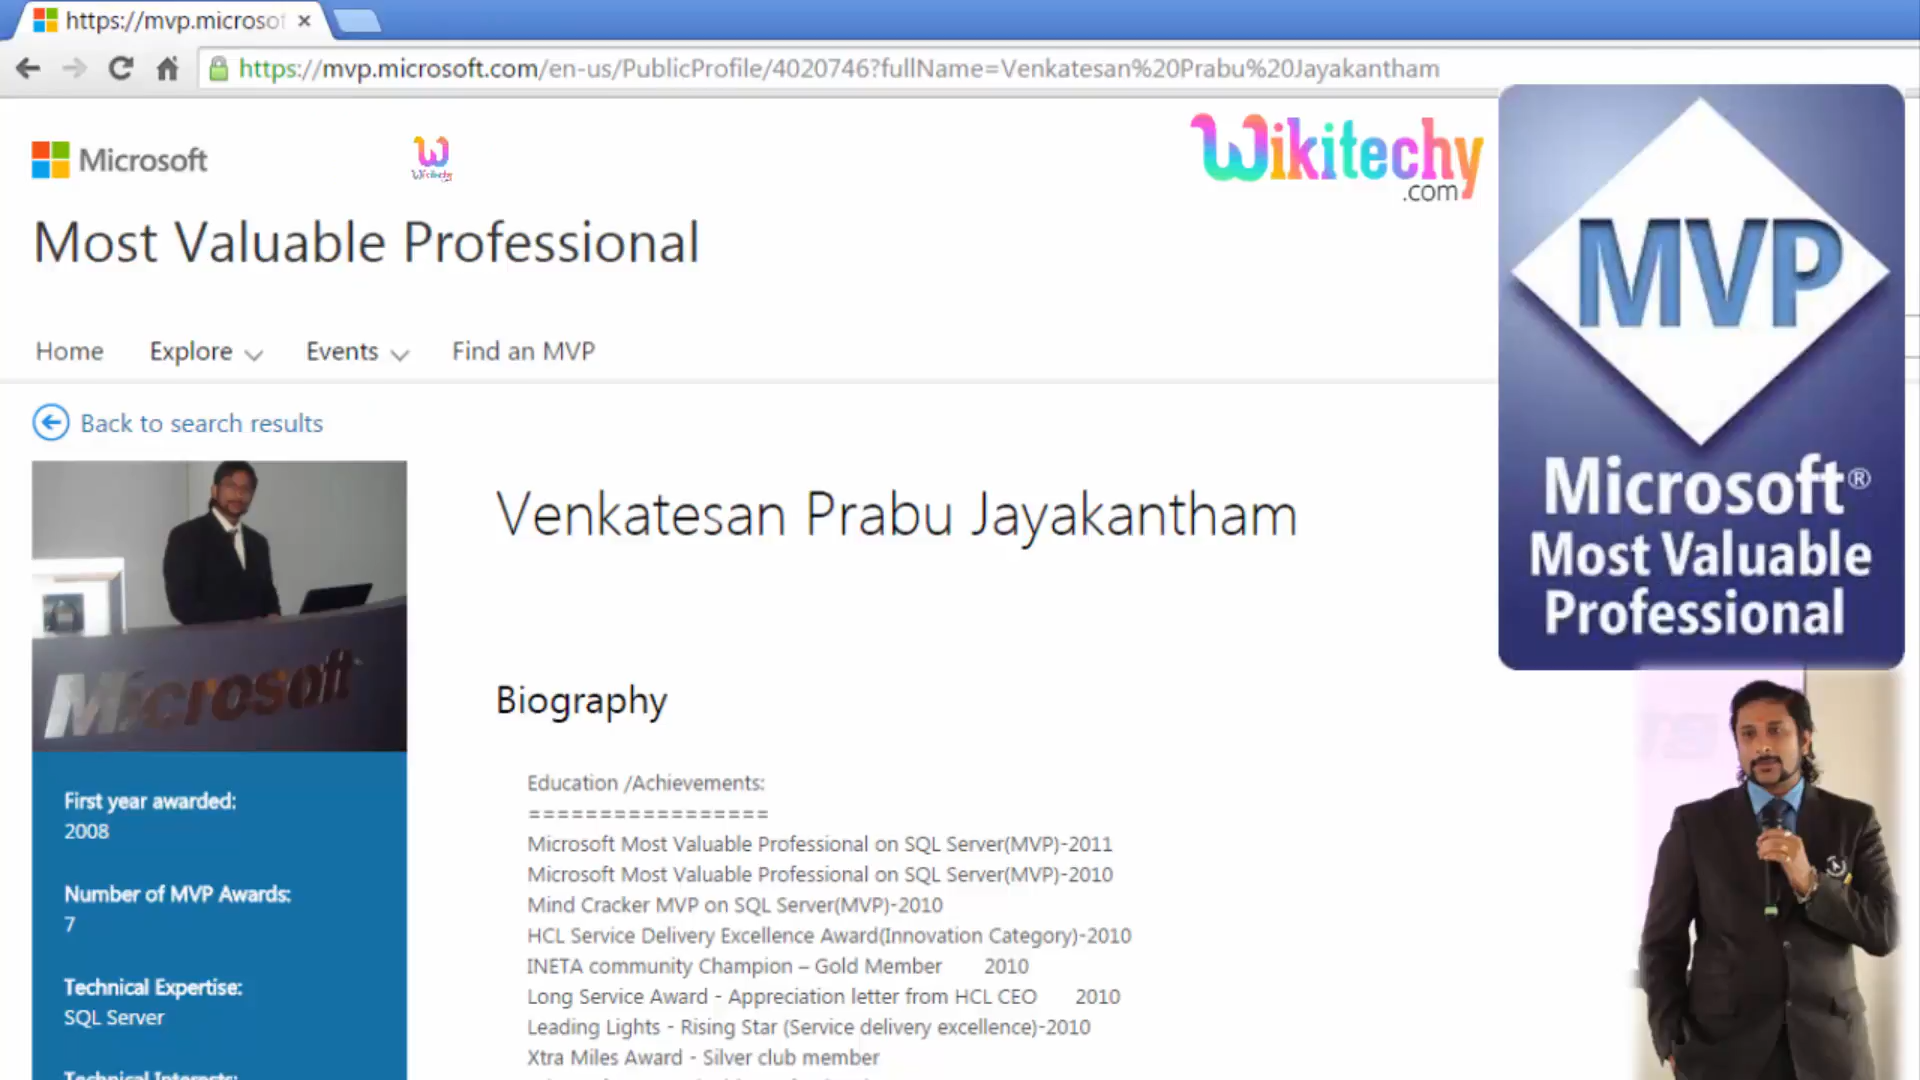 https://mvp.microsof
https://mvp.microsoft.com/en-us/PublicProfile/4020746?fullName=Venkatesan%20Prabu%20Jayakantham
Microsoft
Wikitechy
Wikitechy
.com
Most Valuable Professional
Home
Explore
Events
Find an MVP
Back to search results
Microsoft
First year awarded:
2008
Number of MVP Awards:
7
Technical Expertise:
SQL Server
Technical Interests:
Venkatesan Prabu Jayakantham
Biography
Education /Achievements:
=================
Microsoft Most Valuable Professional on SQL Server(MVP)-2011
Microsoft Most Valuable Professional on SQL Server(MVP)-2010
Mind Cracker MVP on SQL Server(MVP)-2010
HCL Service Delivery Excellence Award(Innovation Category)-2010
INETA community Champion – Gold Member 2010
Long Service Award - Appreciation letter from HCL CEO 2010
Leading Lights - Rising Star (Service delivery excellence)-2010
Xtra Miles Award - Silver club member
MVP
Microsoft®
Most Valuable
Professional